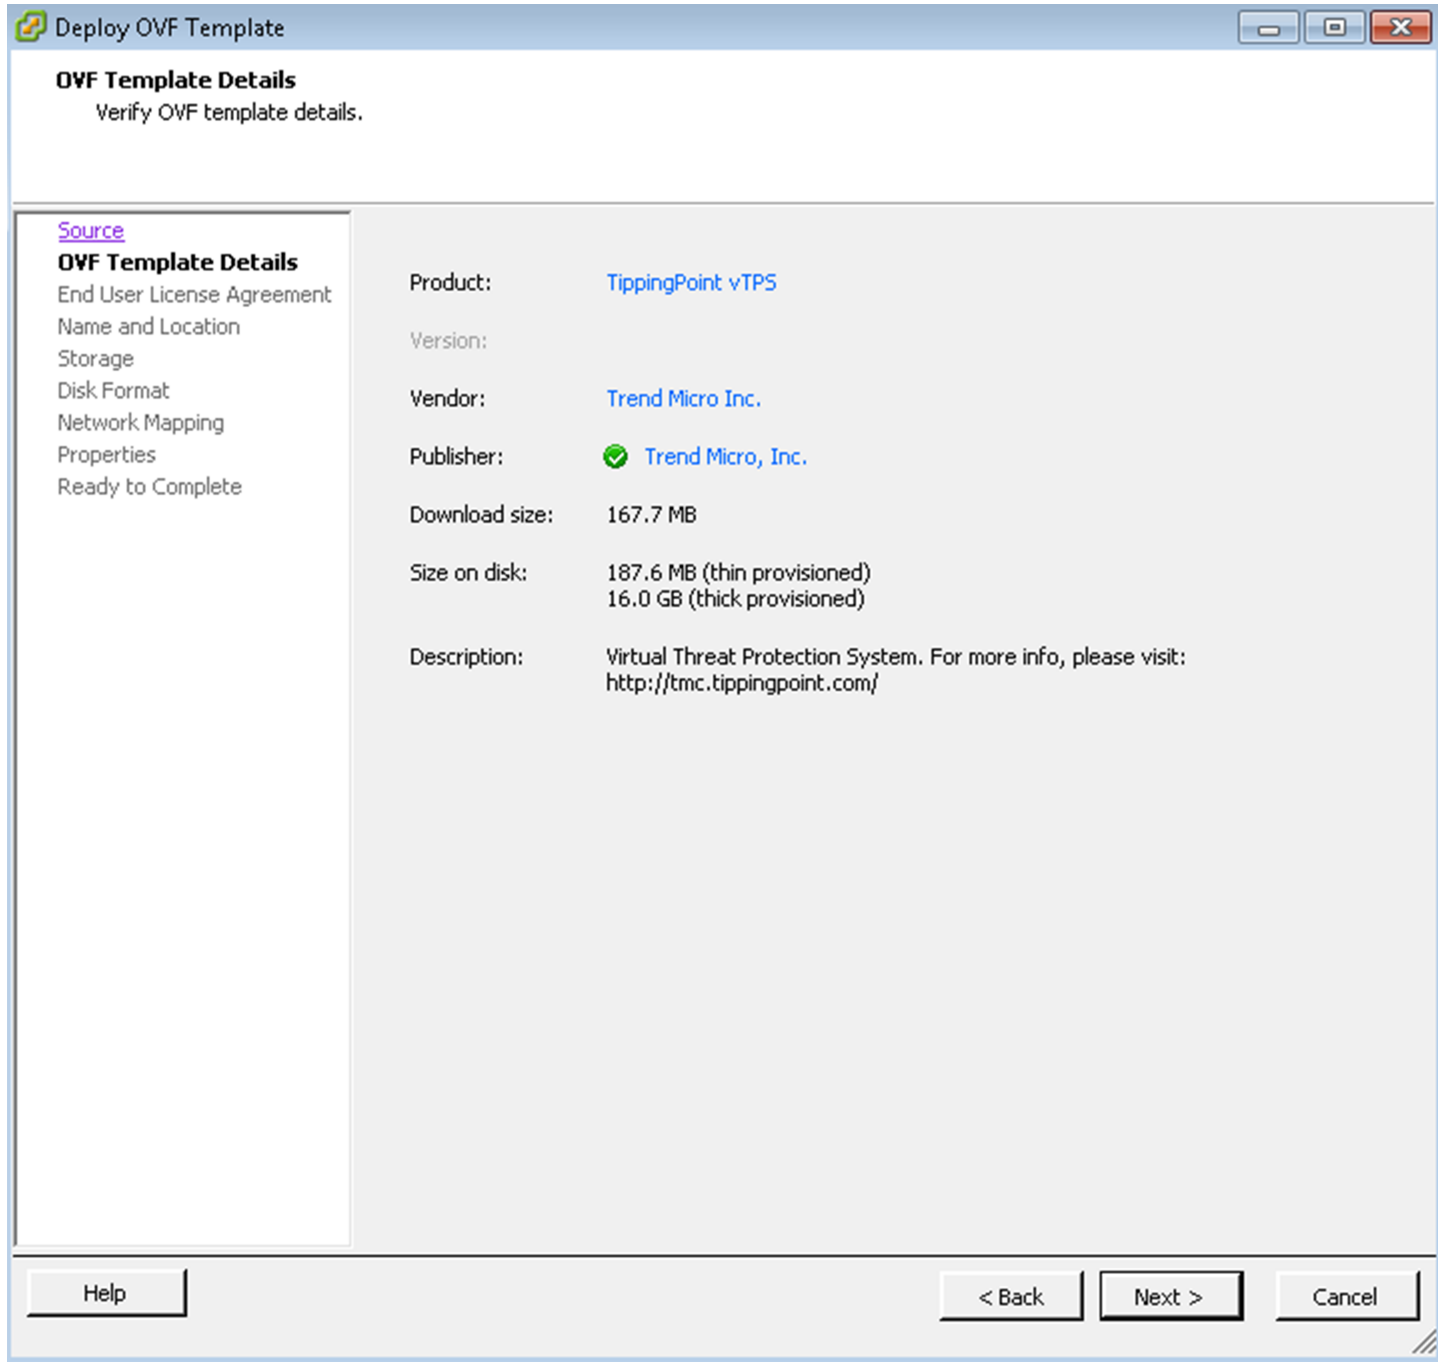 Deploy OVF Template
OVF Template Details
Verify OVF template details.
Source
OVF Template Details
End User License Agreement
Name and Location
Storage
Disk Format
Network Mapping
Properties
Ready to Complete
Product: TippingPoint vTPS
Version:
Vendor: Trend Micro Inc.
Publisher: Trend Micro, Inc.
Download size: 167.7 MB
Size on disk: 187.6 MB (thin provisioned)
16.0 GB (thick provisioned)
Description: Virtual Threat Protection System. For more info, please visit:
http://tmc.tippingpoint.com/
Help < Back Next > Cancel